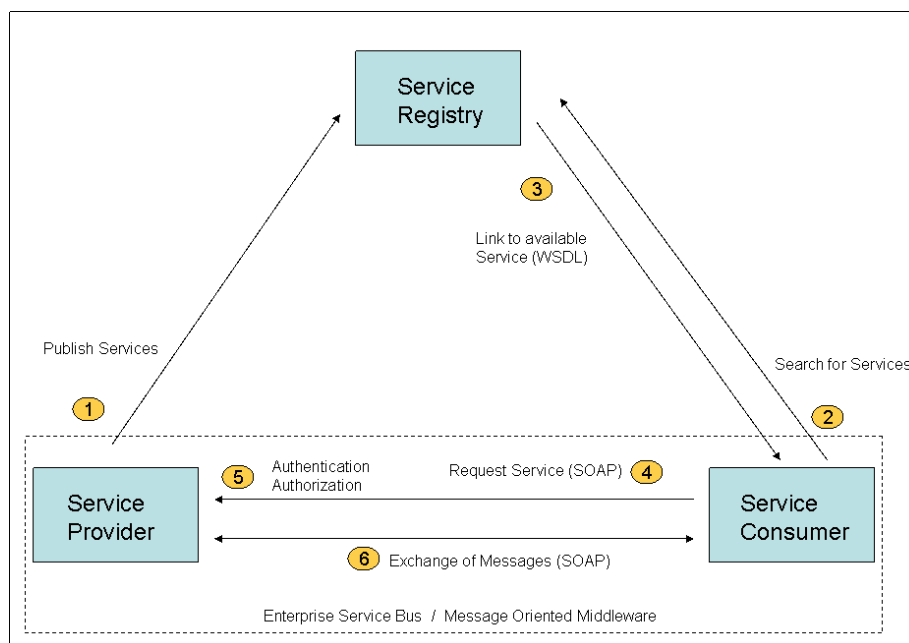 Service
Registry
3
Link to available
Service (WSDL)
Publish Services
Search for Services
1
2
5
Authentication
Authorization
Request Service (SOAP)
4
Service
Provider
Service
Consumer
6
Exchange of Messages (SOAP)
Enterprise Service Bus / Message Oriented Middleware